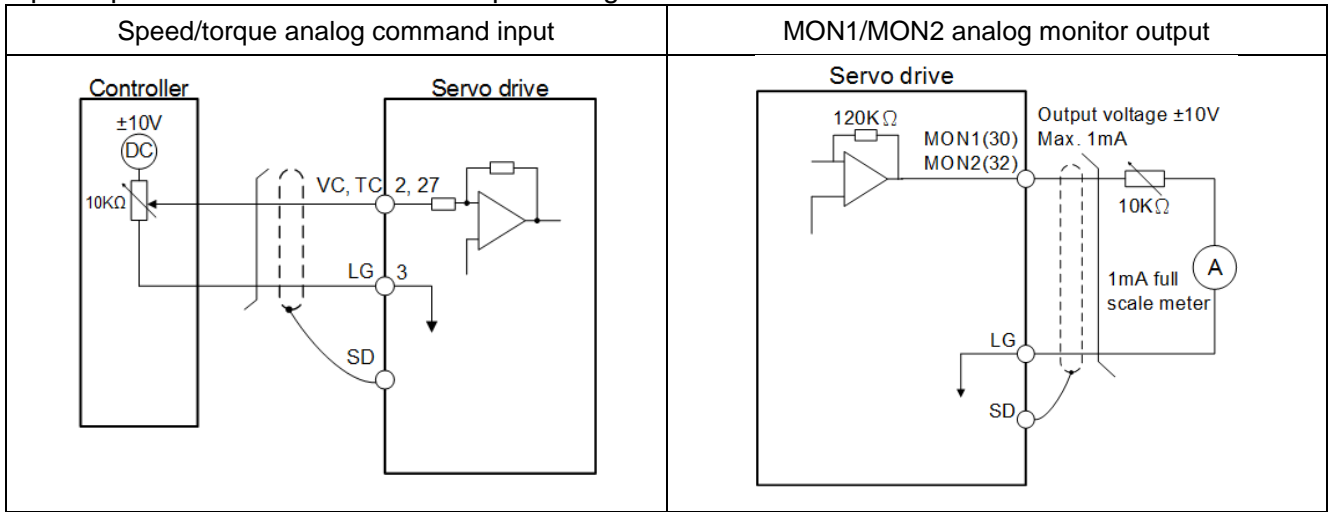 Speed/torque analog command input
MON1/MON2 analog monitor output
Controller
Servo drive
±10V
DC
10KΩ
VC, TC
2, 27
LG
3
SD
Servo drive
120KΩ
MON1(30)
MON2(32)
Output voltage ±10V
Max. 1mA
10KΩ
A
1mA full
scale meter
LG
SD